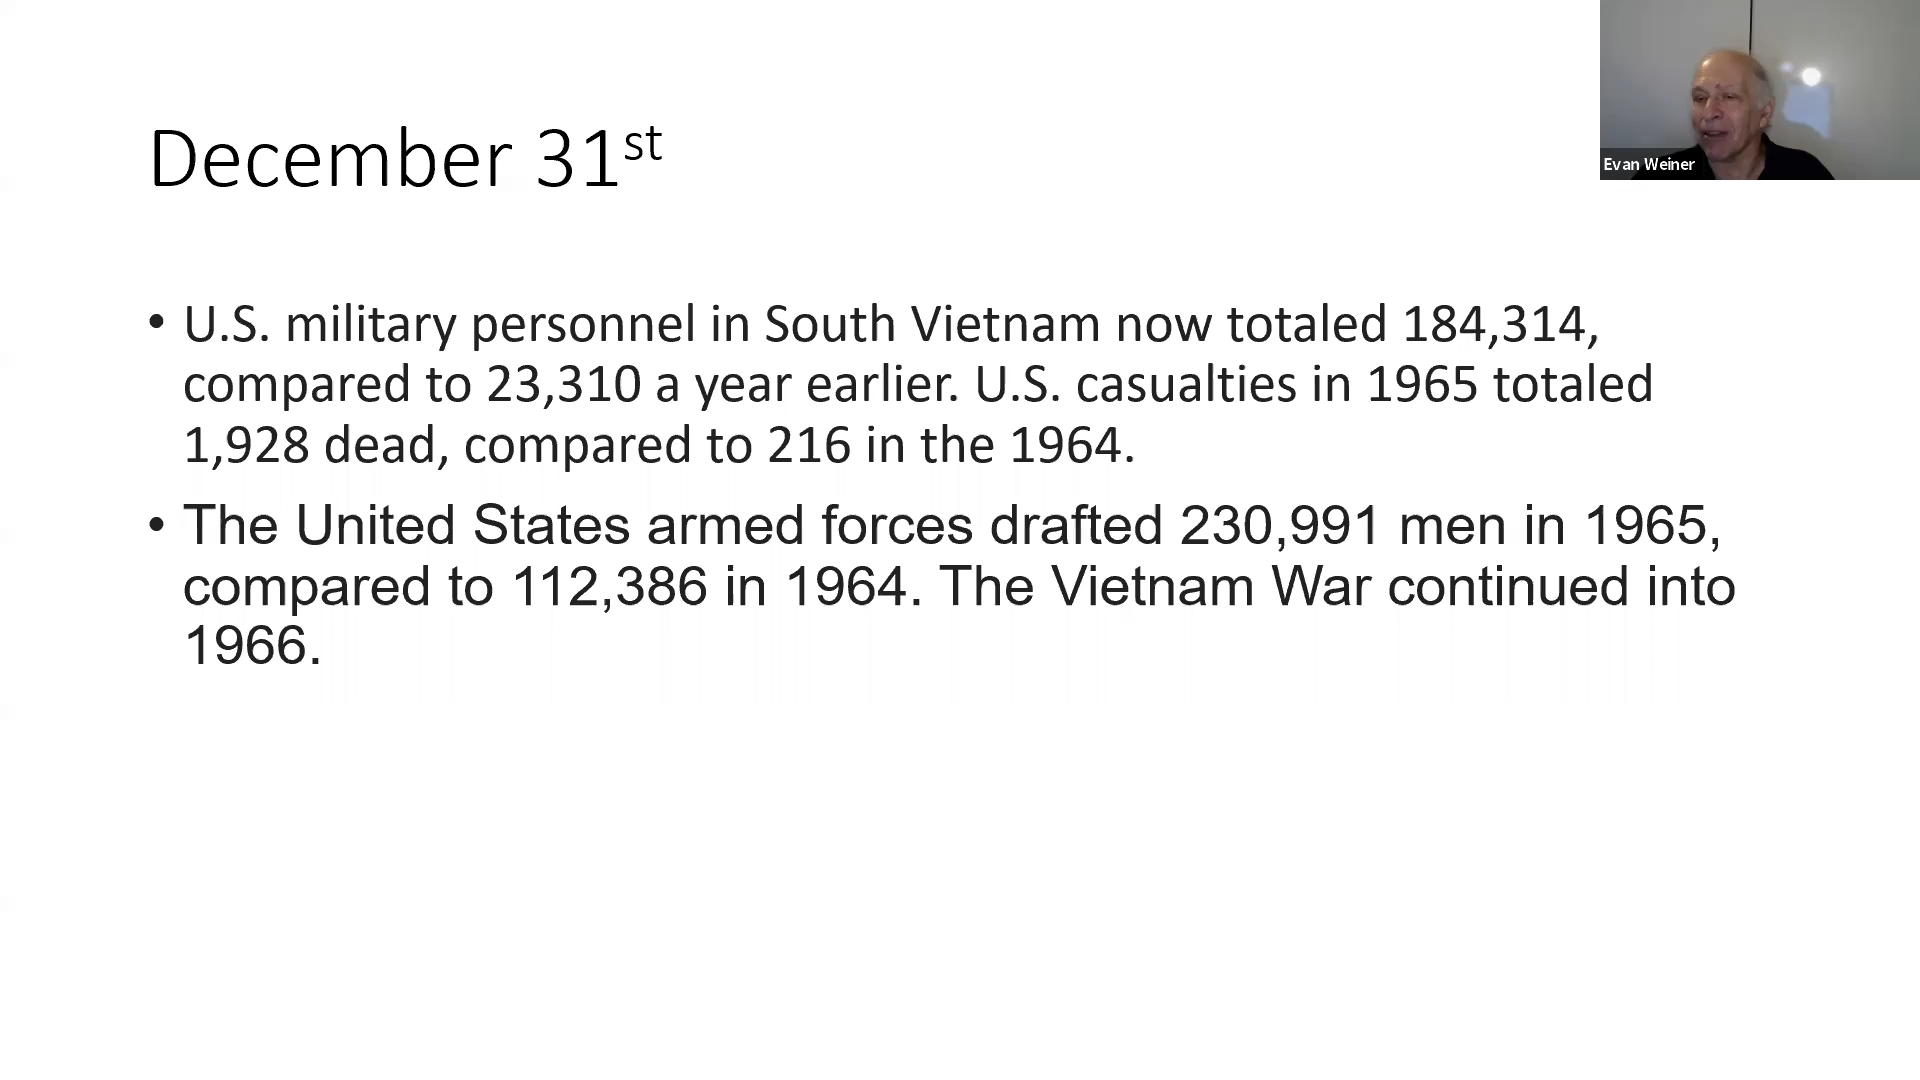 December 31st
Evan Weiner
• U.S. military personnel in South Vietnam now totaled 184,314,
compared to 23,310 a year earlier. U.S. casualties in 1965 totaled
1,928 dead, compared to 216 in the 1964.
• The United States armed forces drafted 230,991 men in 1965,
compared to 112,386 in 1964. The Vietnam War continued into
1966.